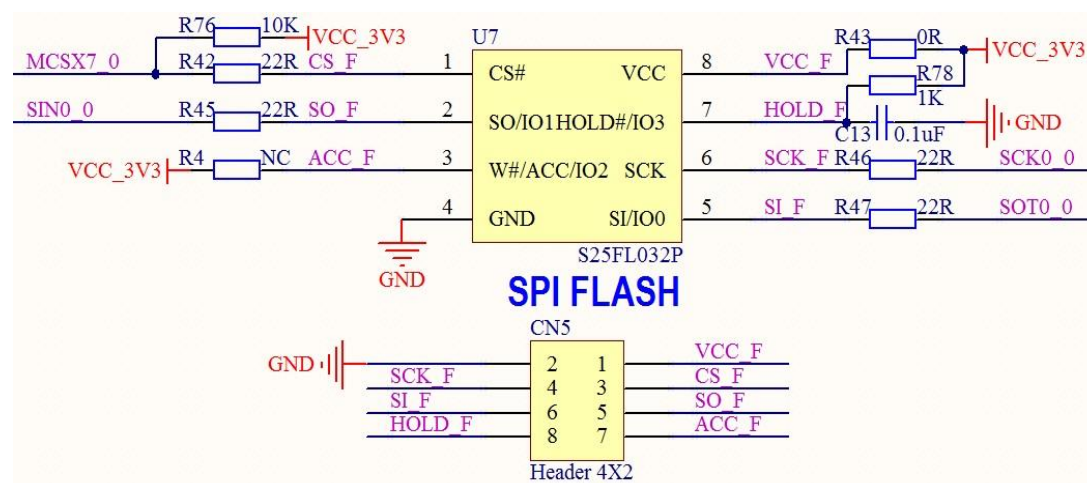 R76 10K VCC_3V3
MCSX7_0 R42 22R CS_F
SIN0_0 R45 22R SO_F
VCC_3V3 R4 NC ACC_F
GND
U7
1 CS# VCC 8
2 SO/IO1HOLD#/IO3 7
3 W#/ACC/IO2 SCK 6
4 GND SI/IO0 5
S25FL032P
VCC_F R43 0R VCC_3V3
R78
1K
HOLD_F
C13 0.1uF GND
SCK_F R46 22R SCK0_0
SI_F R47 22R SOT0_0
SPI FLASH
CN5
GND 2 1 VCC_F
SCK_F 4 3 CS_F
SI_F 6 5 SO_F
HOLD_F 8 7 ACC_F
Header 4X2